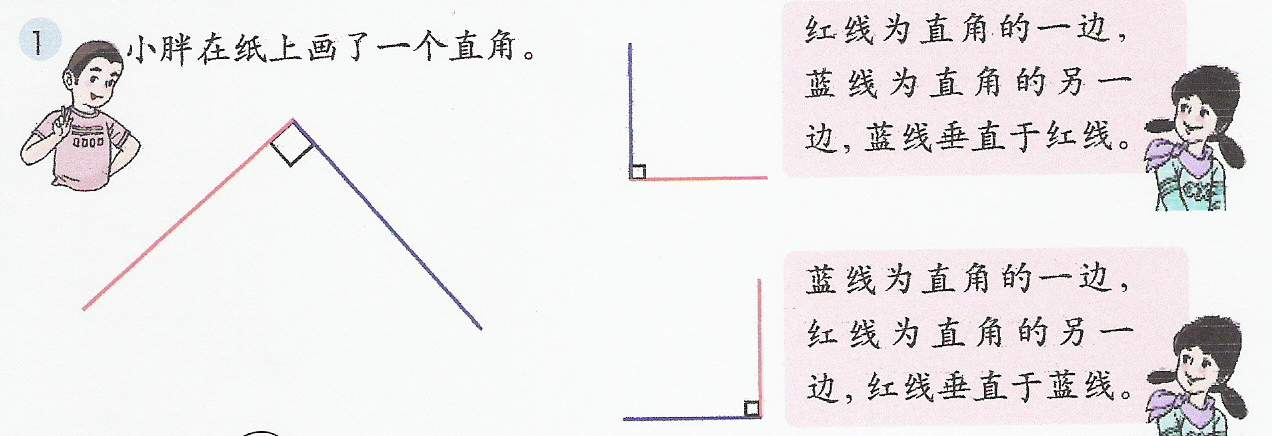 1 小胖在纸上画了一个直角。
红线为直角的一边,
蓝线为直角的另一
边,蓝线垂直于红线。
蓝线为直角的一边,
红线为直角的另一
边,红线垂直于蓝线。